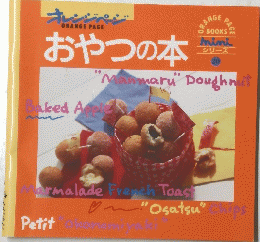 オレンジページ
ORANGE PAGE
ORANGE PAGE BOOKS
mini
シリーズ
おやつの本
"Manmaru" Doughnut
Baked Apple
Marmalade French Toast
"Osatsu" Chips
Petit